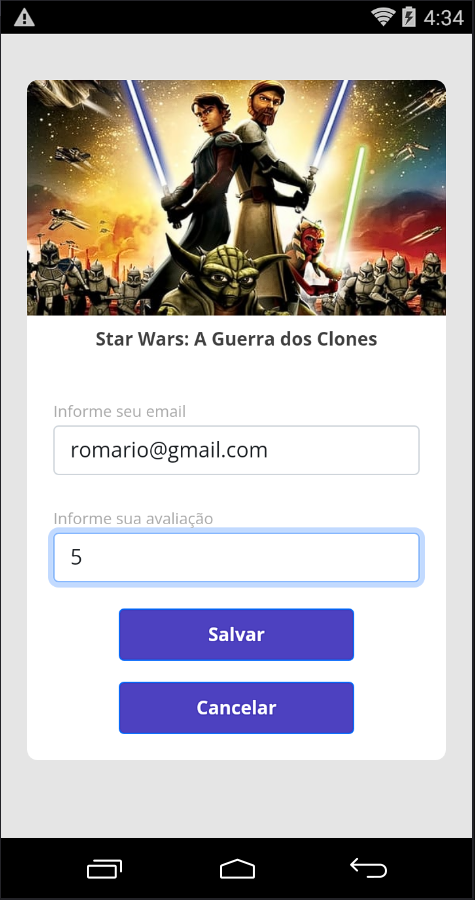 4:34
Star Wars: A Guerra dos Clones
Informe seu email
romario@gmail.com
Informe sua avaliação
5
Salvar
Cancelar